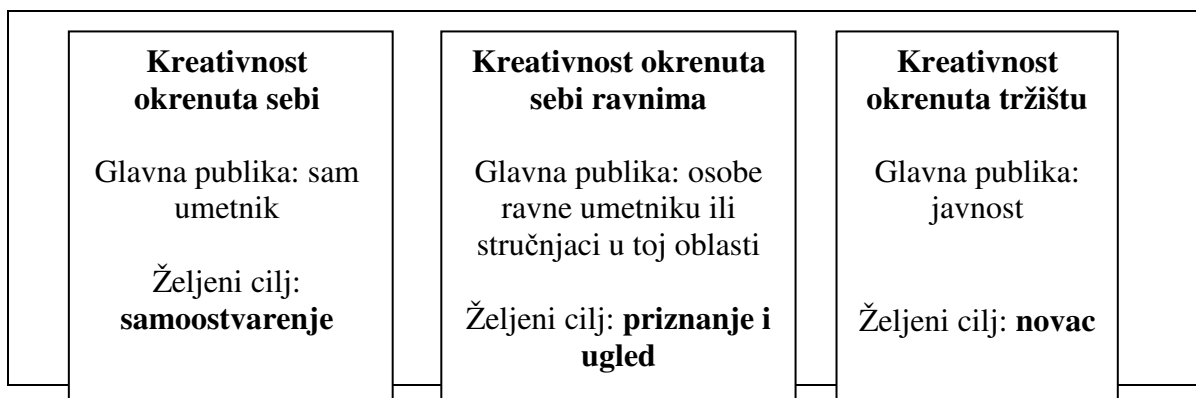 Kreativnost
okrenuta sebi
Glavna publika: sam
umetnik
Željeni cilj:
samoostvarenje
Kreativnost okrenuta
sebi ravnima
Glavna publika: osobe
ravne umetniku ili
stručnjaci u toj oblasti
Željeni cilj: priznanje i
ugled
Kreativnost
okrenuta tržištu
Glavna publika:
javnost
Željeni cilj: novac